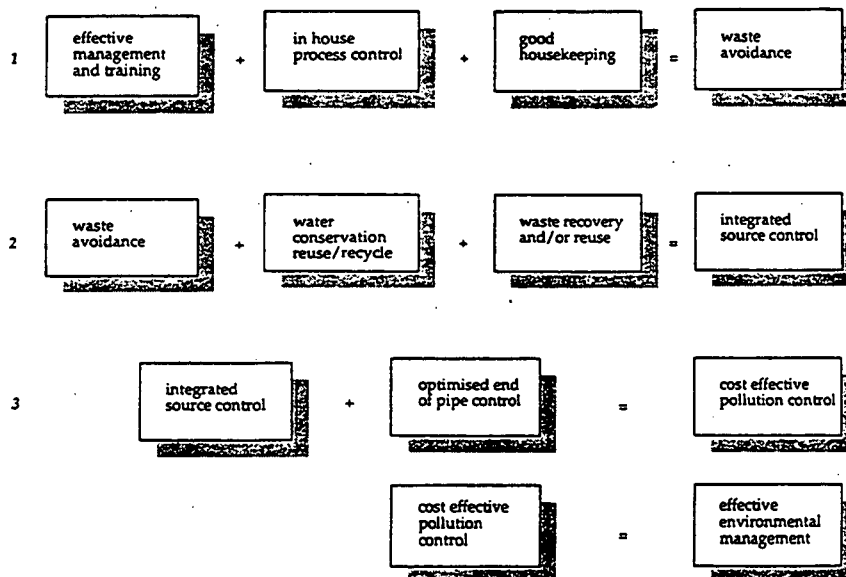 1
effective
management
and training
+
in house
process control
+
good
housekeeping
=
waste
avoidance
2
waste
avoidance
+
water
conservation
reuse/recycle
+
waste recovery
and/or reuse
=
integrated
source control
3
integrated
source control
+
optimised end
of pipe control
=
cost effective
pollution control
cost effective
pollution
control
=
effective
environmental
management